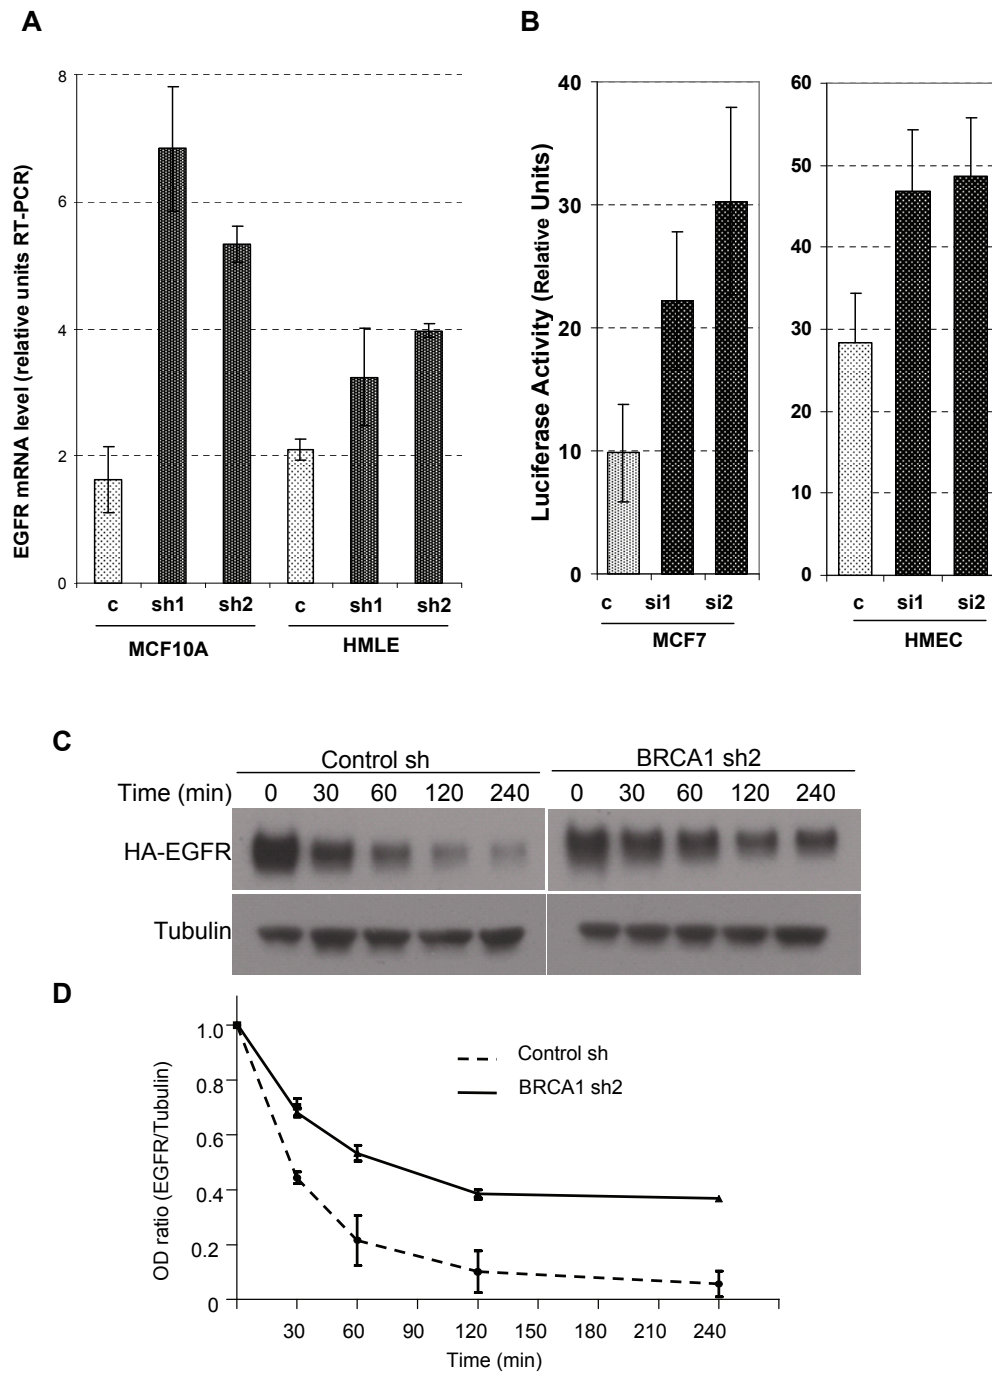 A
EGFR mRNA level (relative units RT-PCR)
8
6
4
2
0
c sh1 sh2 c sh1 sh2
MCF10A HMLE
B
Luciferase Activity (Relative Units)
40
30
20
10
0
c si1 si2
MCF7
60
50
40
30
20
10
0
c si1 si2
HMEC
C
Control sh BRCA1 sh2
Time (min) 0 30 60 120 240 0 30 60 120 240
HA-EGFR
Tubulin
D
OD ratio (EGFR/Tubulin)
1.0
0.8
0.6
0.4
0.2
0
Control sh
BRCA1 sh2
30 60 90 120 150 180 210 240
Time (min)